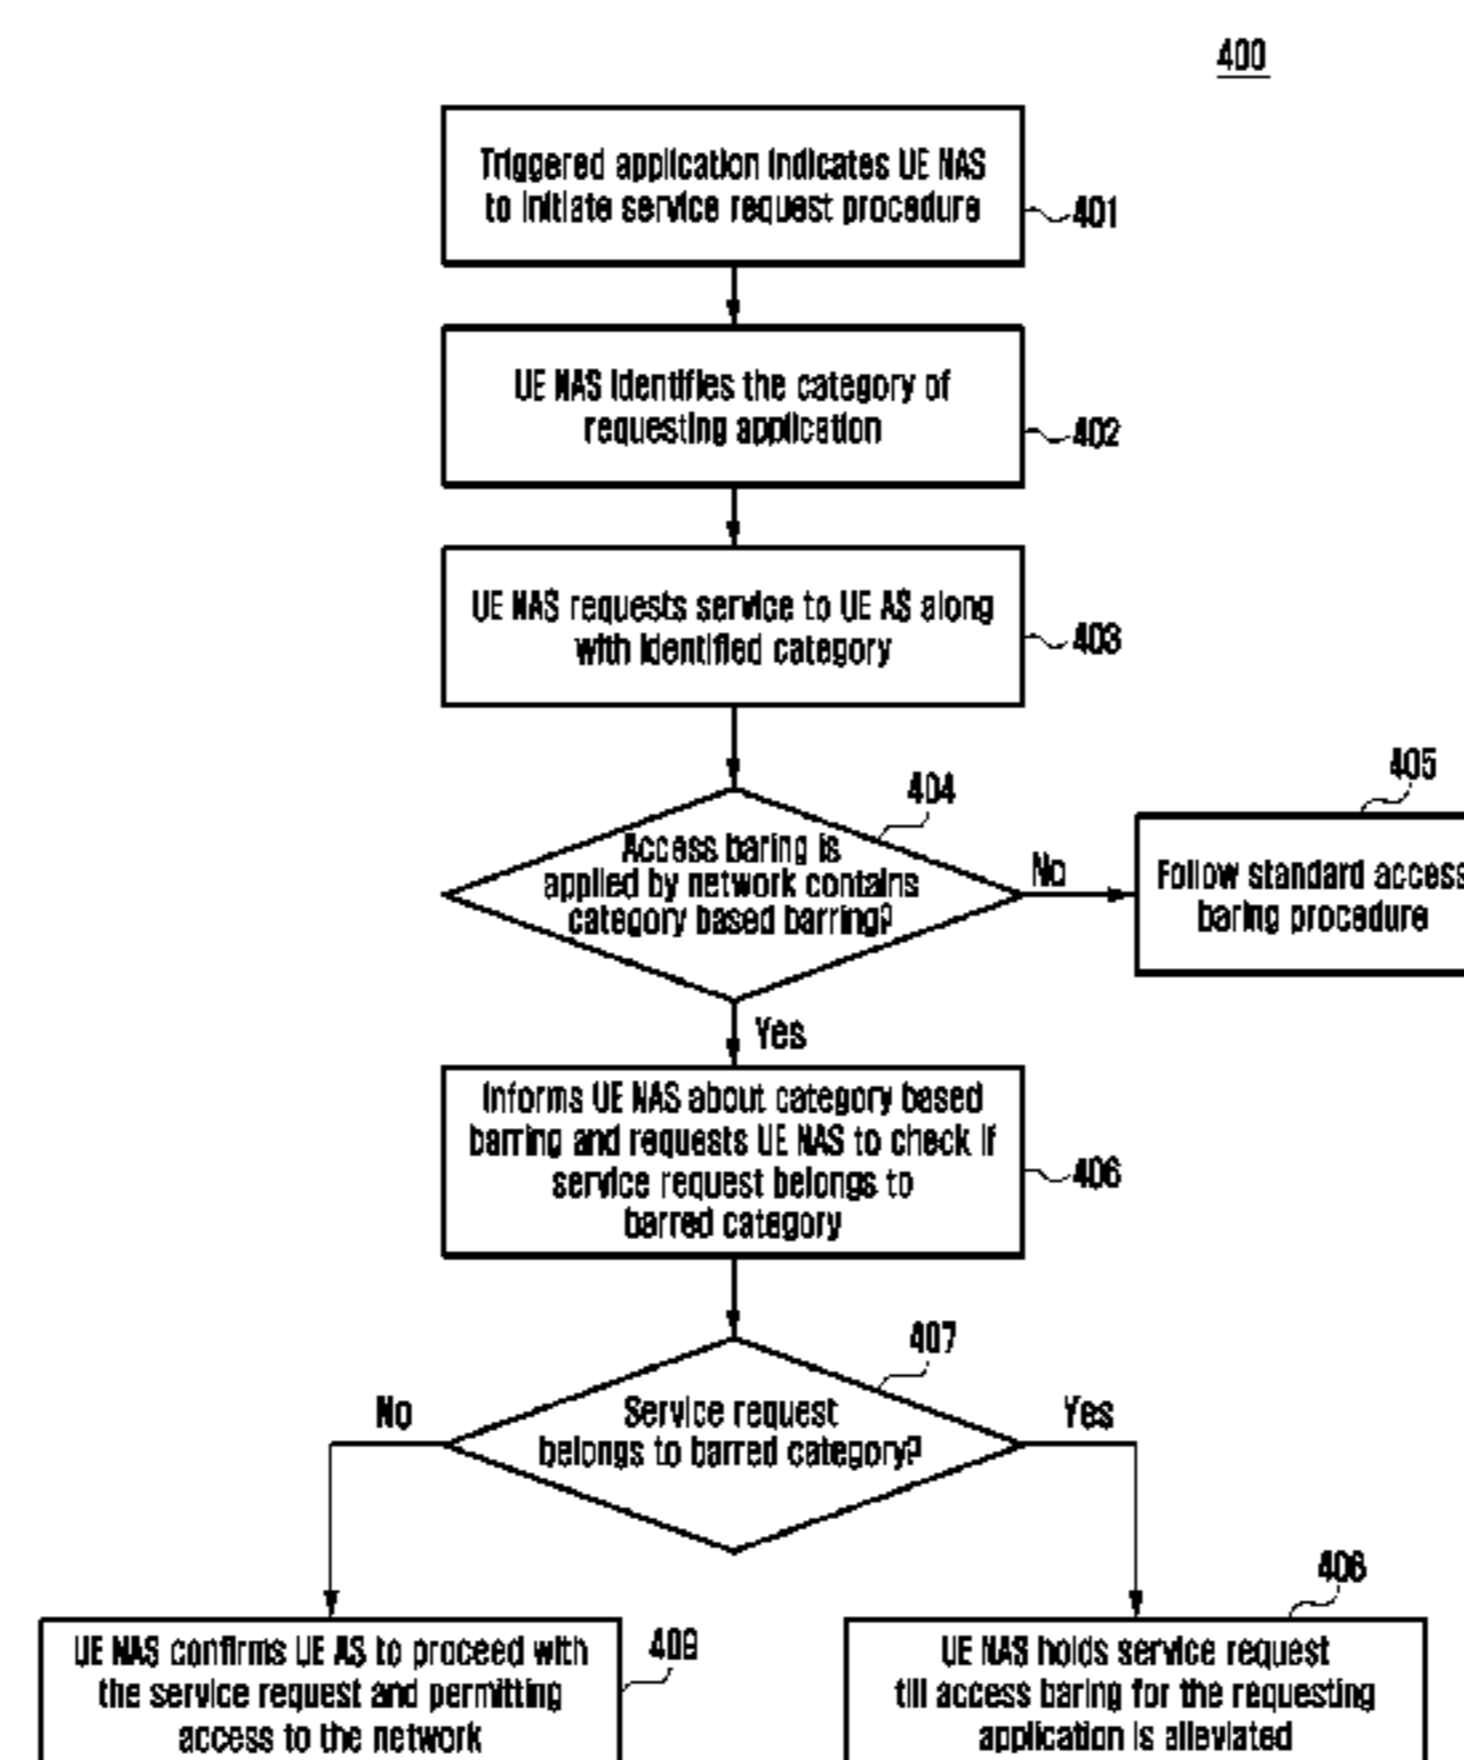 400
Triggered application indicates UE NAS
to initiate service request procedure
401
UE NAS identifies the category of
requesting application
402
UE NAS requests service to UE AS along
with identified category
403
404
405
Access baring is
applied by network contains
category based barring?
No
Follow standard access
baring procedure
Yes
Informs UE NAS about category based
barring and requests UE NAS to check if
service request belongs to
barred category
406
407
No
Service request
belongs to barred category?
Yes
408
UE NAS confirms UE AS to proceed with
the service request and permitting
access to the network
409
UE NAS holds service request
till access baring for the requesting
application is alleviated